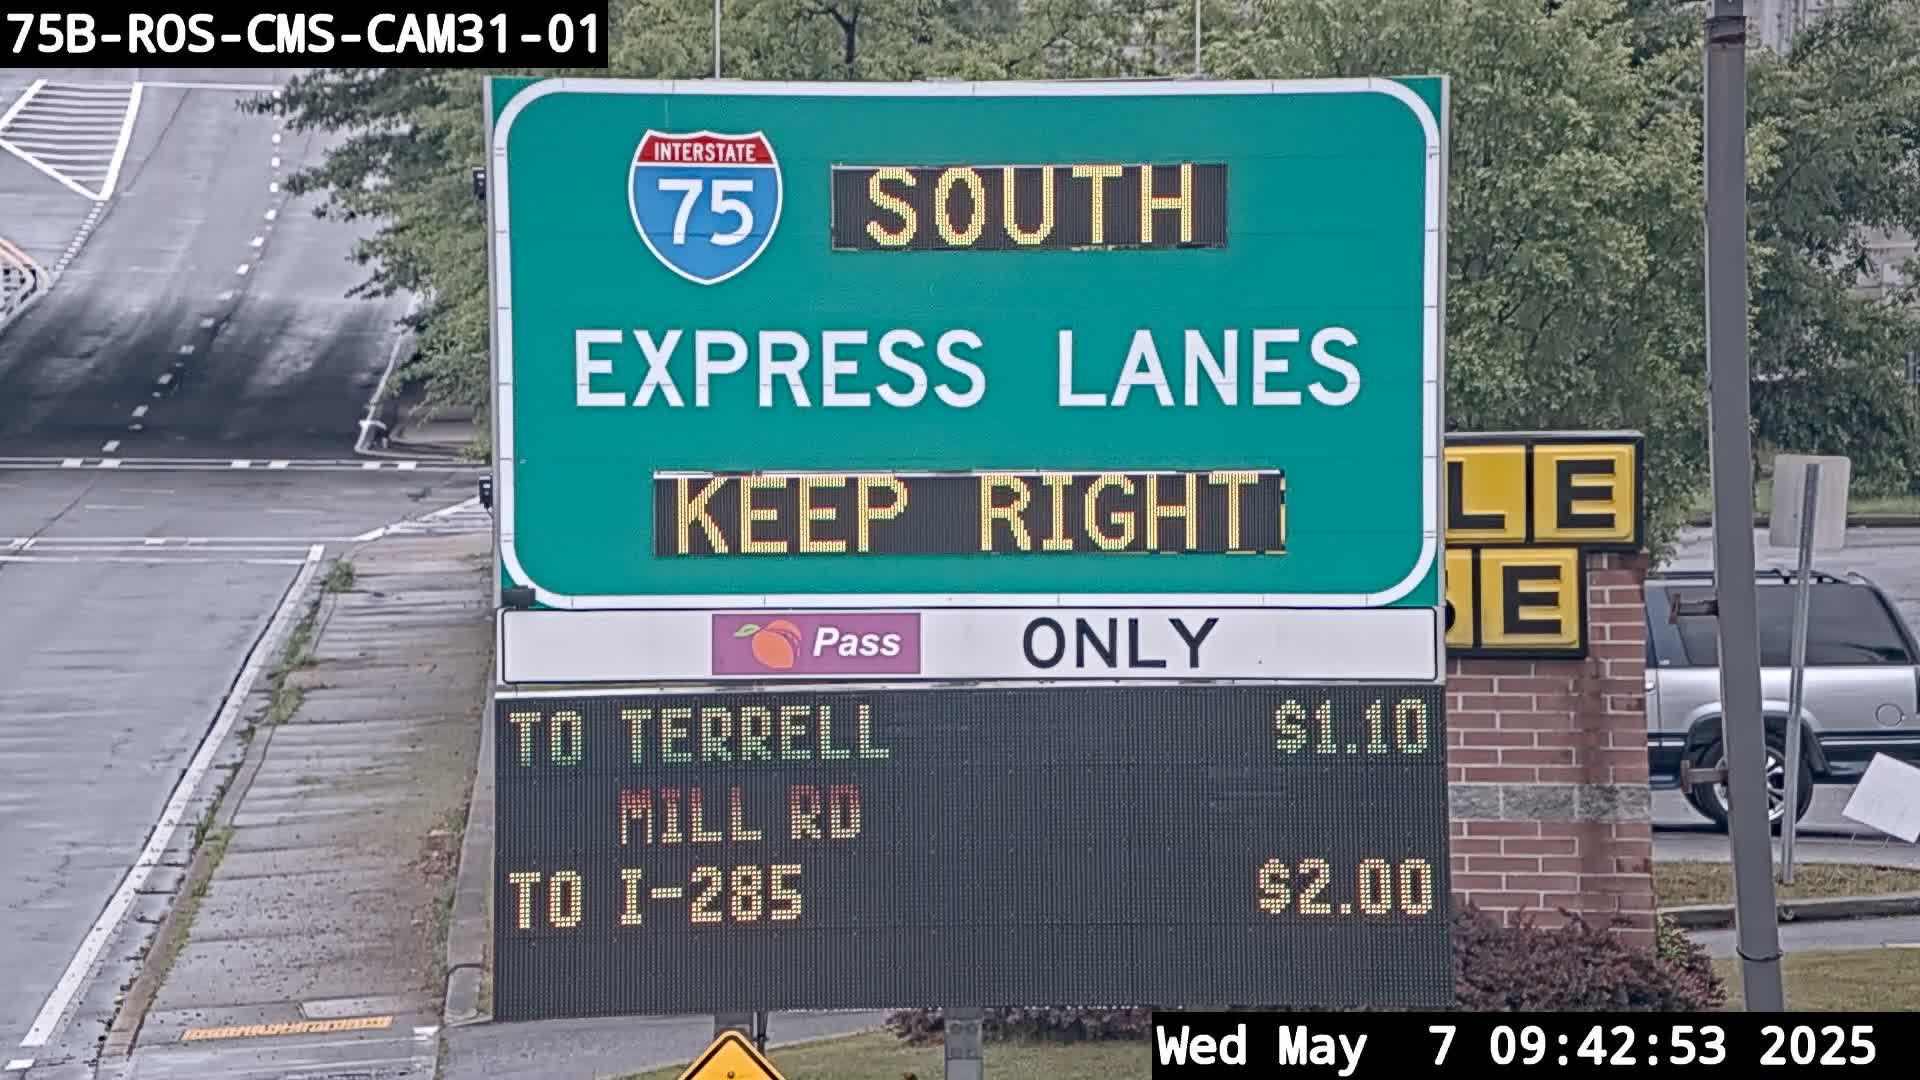 75B-ROS-CMS-CAM31-01
INTERSTATE
75
SOUTH
EXPRESS LANES
KEEP RIGHT
Pass ONLY
TO TERRELL $1.10
MILL RD
TO I-285 $2.00
LE
E
Wed May 7 09:42:53 2025